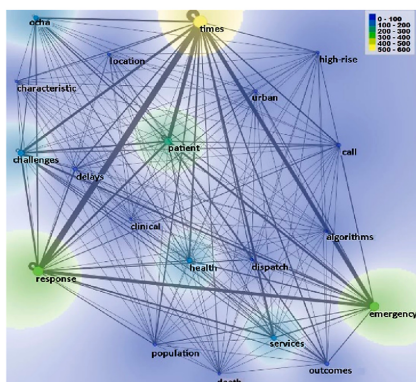 ocha
times
0 - 100
100 - 200
200 - 300
300 - 400
400 - 500
500 - 600
location
high-rise
characteristic
urban
patient
call
challenges
delays
clinical
algorithms
health
dispatch
response
emergency
services
population
outcomes
death